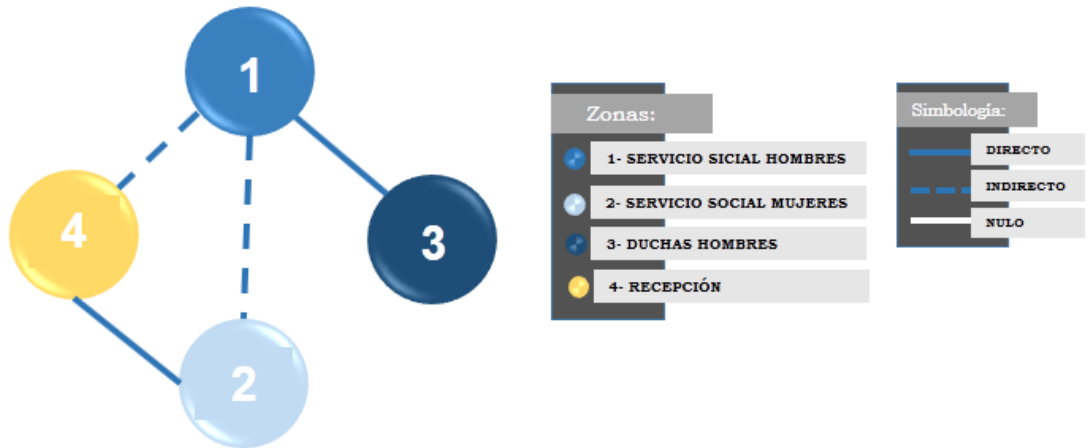 1
4
3
2
Zonas:
1- SERVICIO SICIAL HOMBRES
2- SERVICIO SOCIAL MUJERES
3- DUCHAS HOMBRES
4- RECEPCIÓN
Simbología:
DIRECTO
INDIRECTO
NULO